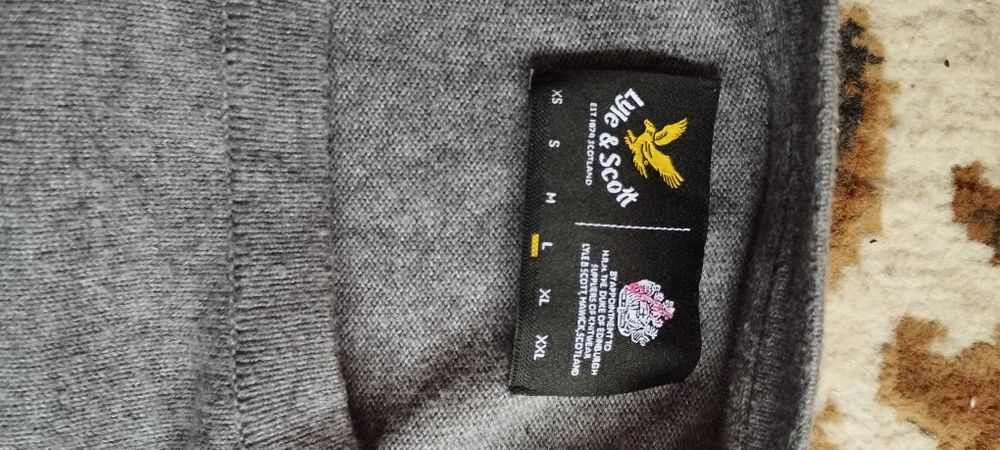 Lyle & Scott
EST 1874 SCOTLAND
BY APPOINTMENT TO
H.R.H. THE DUKE OF EDINBURGH
SUPPLIERS OF KNITWEAR
LYLE & SCOTT, HAWICK, SCOTLAND
XS S M L XL XXL